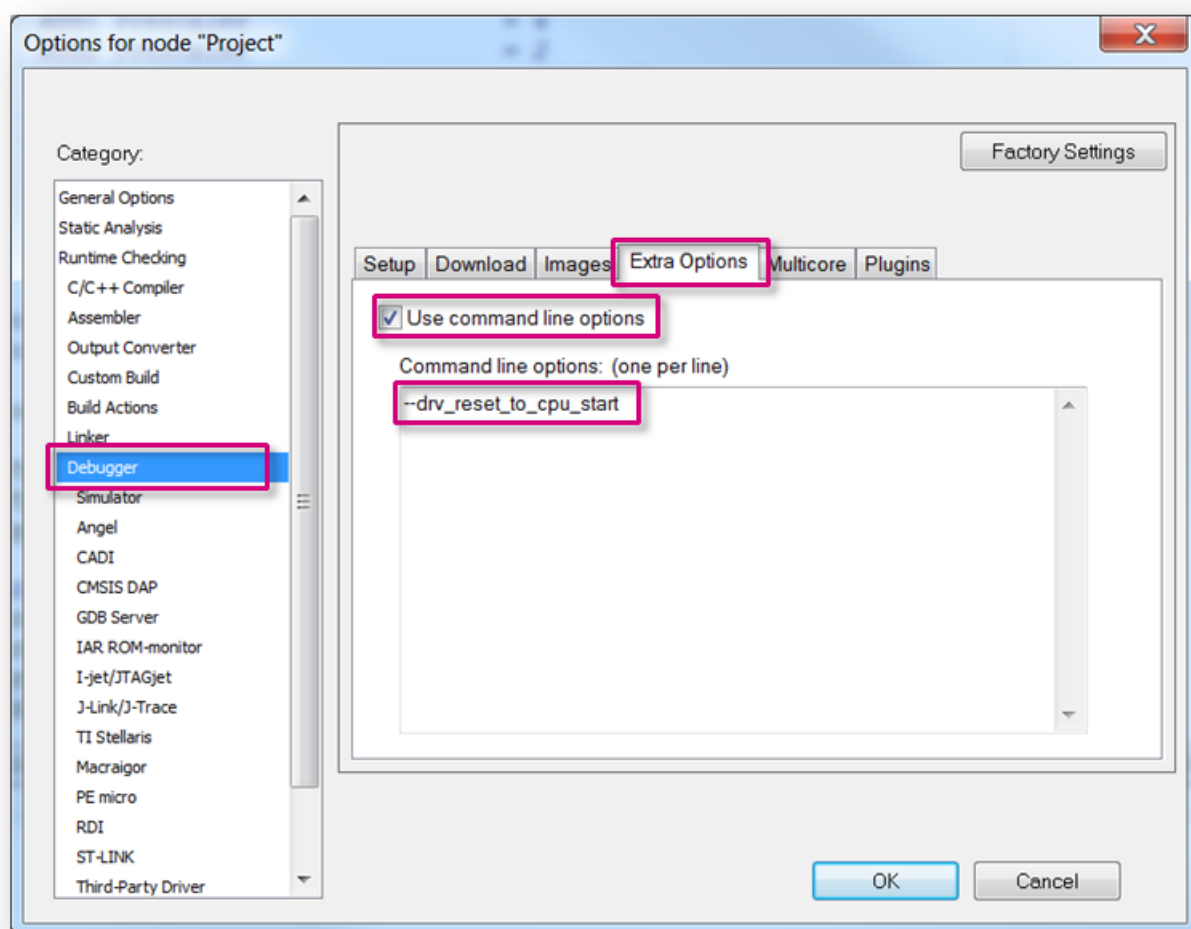 Options for node "Project"
Category:
Factory Settings
General Options
Static Analysis
Runtime Checking
C/C++ Compiler
Assembler
Output Converter
Custom Build
Build Actions
Linker
Debugger
Simulator
Angel
CADI
CMSIS DAP
GDB Server
IAR ROM-monitor
I-jet/JTAGjet
J-Link/J-Trace
TI Stellaris
Macraigor
PE micro
RDI
ST-LINK
Third-Party Driver
Setup Download Images Extra Options Multicore Plugins
Use command line options
Command line options: (one per line)
--drv_reset_to_cpu_start
OK Cancel